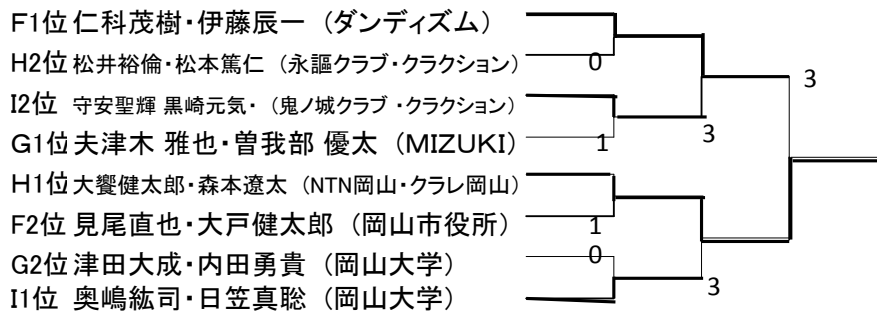 F1位 仁科茂樹・伊藤辰一 (ダンディズム)
H2位 松井裕倫・松本篤仁 (永謳クラブ・クラクション)
0
3
I2位 守安聖輝 黒崎元気・ (鬼ノ城クラブ ・クラクション)
3
G1位 夫津木 雅也・曽我部 優太 (MIZUKI)
1
H1位 大饗健太郎・森本遼太 (NTN岡山・クラレ岡山)
F2位 見尾直也・大戸健太郎 (岡山市役所)
1
G2位 津田大成・内田勇貴 (岡山大学)
0
I1位 奥嶋紘司・日笠真聡 (岡山大学)
3